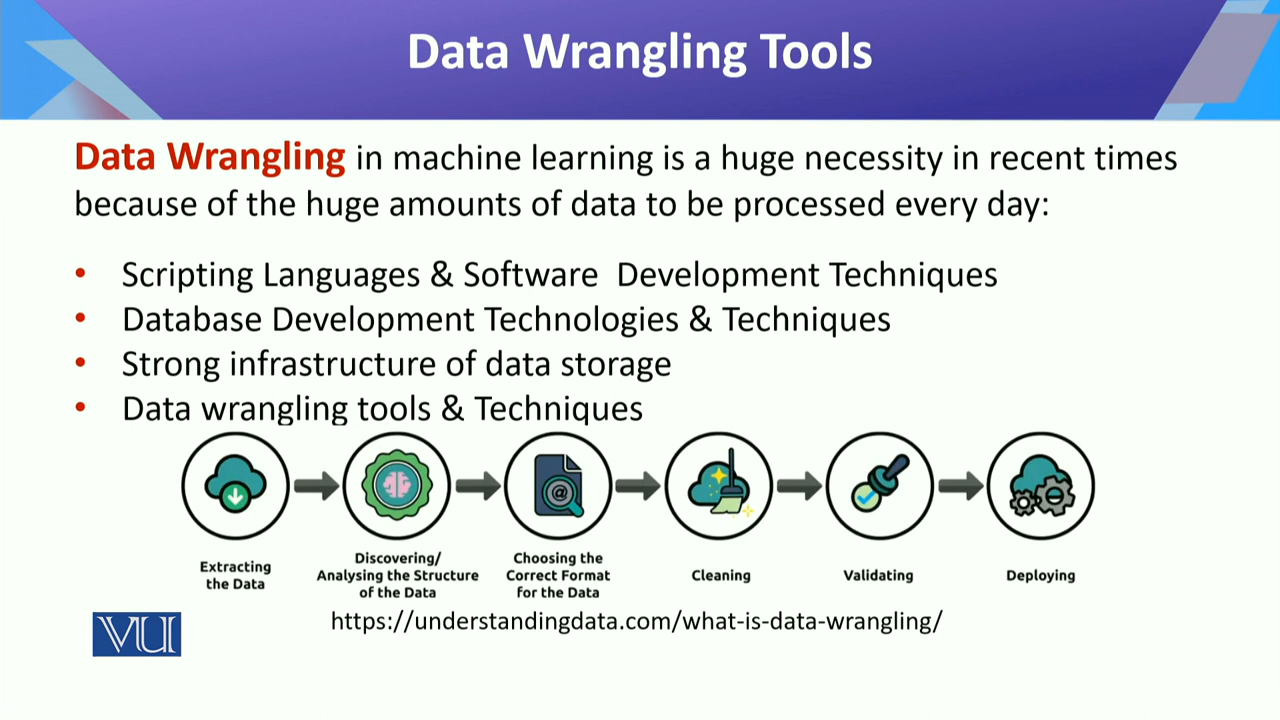 Data Wrangling Tools
Data Wrangling in machine learning is a huge necessity in recent times
because of the huge amounts of data to be processed every day:
• Scripting Languages & Software  Development Techniques
• Database Development Technologies & Techniques
• Strong infrastructure of data storage
• Data wrangling tools & Techniques
@
Extracting
the Data
Discovering/
Analysing the Structure
of the Data
Choosing the
Correct Format
for the Data
Cleaning
Validating
Deploying
https://understandingdata.com/what-is-data-wrangling/
VU